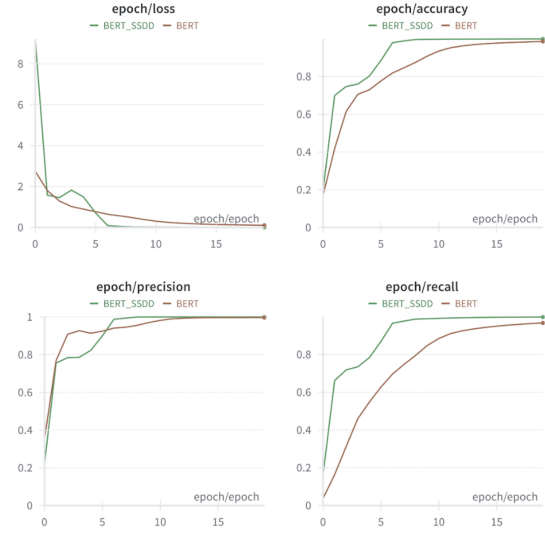 epoch/loss
BERT_SSDD BERT
8
6
4
2
0
epoch/epoch
0 5 10 15
epoch/accuracy
BERT_SSDD BERT
0.8
0.6
0.4
0.2
0
epoch/epoch
0 5 10 15
epoch/precision
BERT_SSDD BERT
1
0.8
0.6
0.4
0.2
0
epoch/epoch
0 5 10 15
epoch/recall
BERT_SSDD BERT
0.8
0.6
0.4
0.2
0
epoch/epoch
0 5 10 15